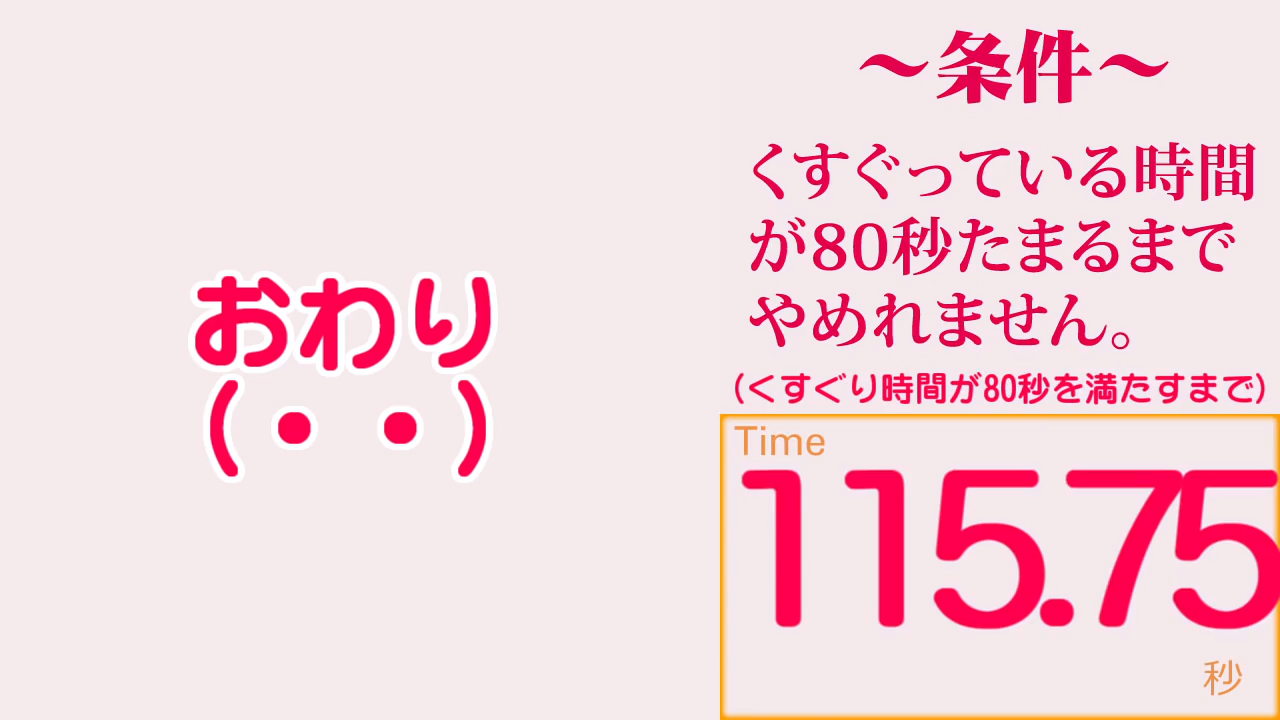 おわり
(・・)
～条件～
くすぐっている時間
が80秒たまるまで
やめれません。
(くすぐり時間が80秒を満たすまで)
Time
115.75
秒